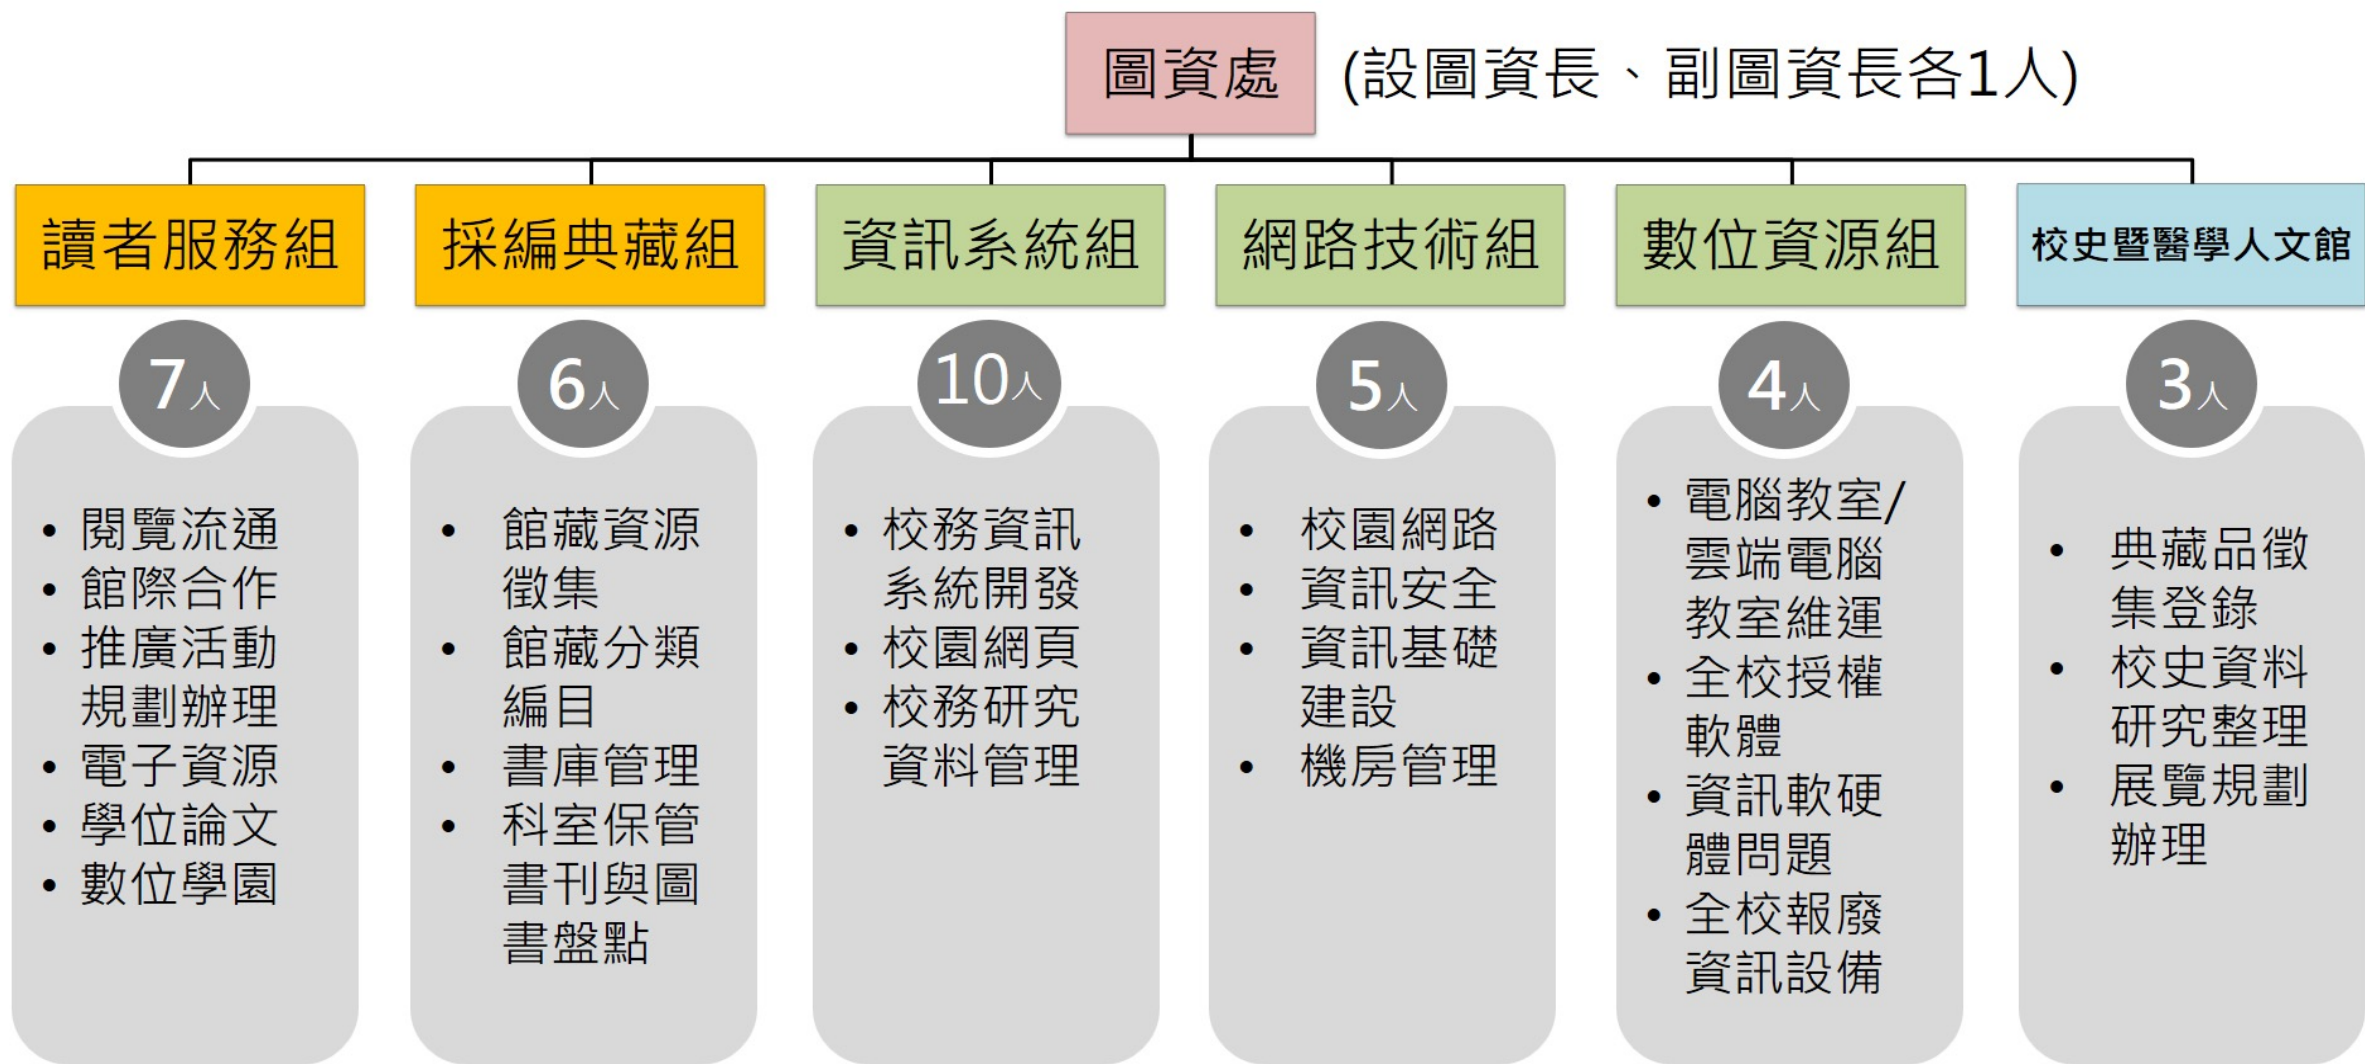 圖資處 (設圖資長、副圖資長各1人)
讀者服務組
7人
• 閱覽流通
• 館際合作
• 推廣活動
規劃辦理
• 電子資源
• 學位論文
• 數位學園
採編典藏組
6人
• 館藏資源
徵集
• 館藏分類
編目
• 書庫管理
• 科室保管
書刊與圖
書盤點
資訊系統組
10人
• 校務資訊
系統開發
• 校園網頁
• 校務研究
資料管理
網路技術組
5人
• 校園網路
• 資訊安全
• 資訊基礎
建設
• 機房管理
數位資源組
4人
• 電腦教室/
雲端電腦
教室維運
• 全校授權
軟體
• 資訊軟硬
體問題
• 全校報廢
資訊設備
校史暨醫學人文館
3人
• 典藏品徵
集登錄
• 校史資料
研究整理
• 展覽規劃
辦理